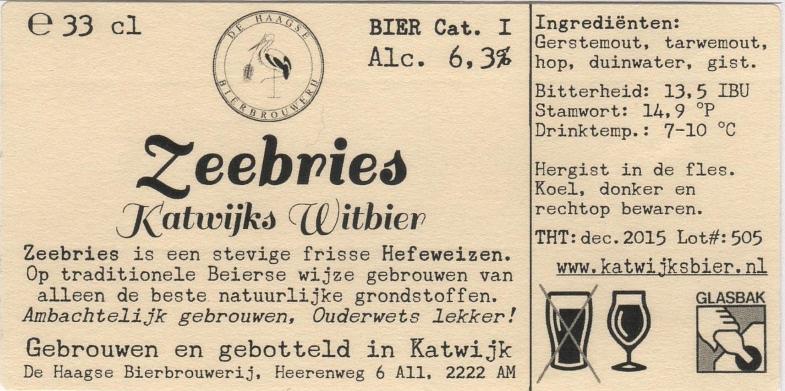 ℮ 33 cl
DE HAAGSE
BIERBROUWERIJ
BIER Cat. I
Alc. 6,3%
Zeebries
Katwijks Witbier
Zeebries is een stevige frisse Hefeweizen.
Op traditionele Beierse wijze gebrouwen van
alleen de beste natuurlijke grondstoffen.
Ambachtelijk gebrouwen, Ouderwets lekker!
Gebrouwen en gebotteld in Katwijk
De Haagse Bierbrouwerij, Heerenweg 6 A11, 2222 AM
Ingrediënten:
Gerstemout, tarwemout,
hop, duinwater, gist.
Bitterheid: 13,5 IBU
Stamwort: 14,9 °P
Drinktemp.: 7-10 °C
Hergist in de fles.
Koel, donker en
rechtop bewaren.
THT: dec. 2015 Lot#: 505
www.katwijksbier.nl
GLASBAK